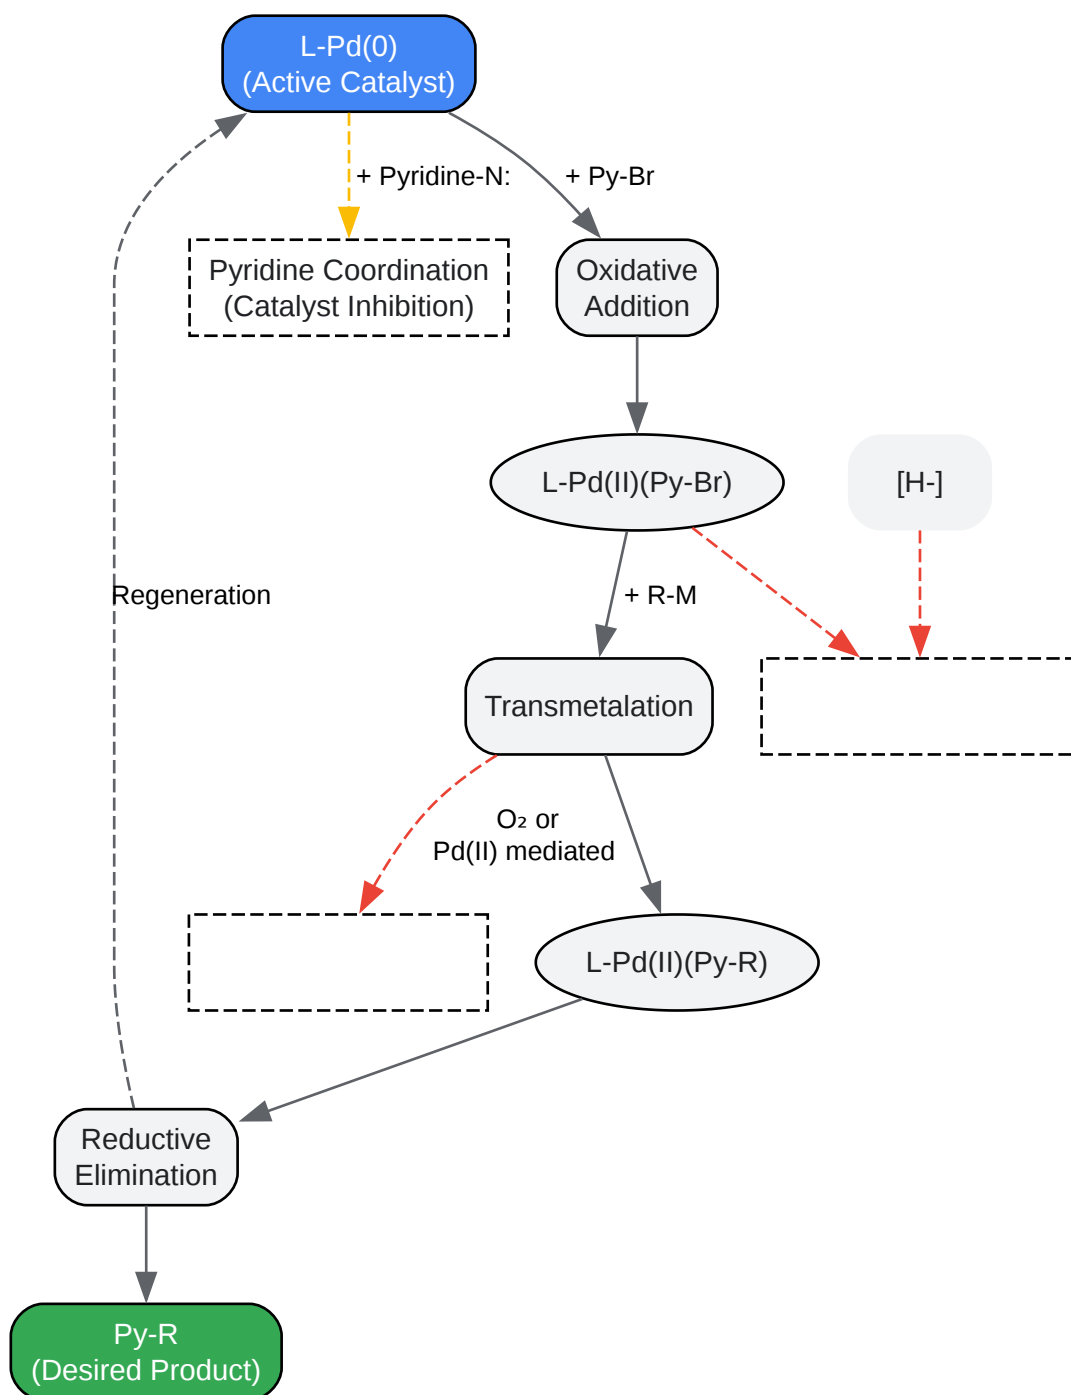 L-Pd(0)
(Active Catalyst)
+ Pyridine-N:
+ Py-Br
Pyridine Coordination
(Catalyst Inhibition)
Oxidative
Addition
L-Pd(II)(Py-Br)
[H-]
Regeneration
+ R-M
Transmetalation
O₂ or
Pd(II) mediated
L-Pd(II)(Py-R)
Reductive
Elimination
Py-R
(Desired Product)